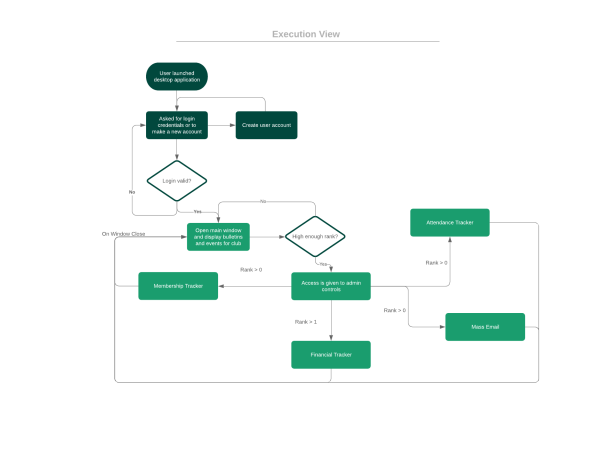 Execution View
User launched
desktop application
Asked for login
credentials or to
make a new account
Create user account
Login valid?
No
Yes
No
On Window Close
Open main window
and display bulletins
and events for club
High enough rank?
Attendance Tracker
Yes
Rank > 0
Rank > 0
Membership Tracker
Access is given to admin
controls
Rank > 0
Rank > 1
Mass Email
Financial Tracker